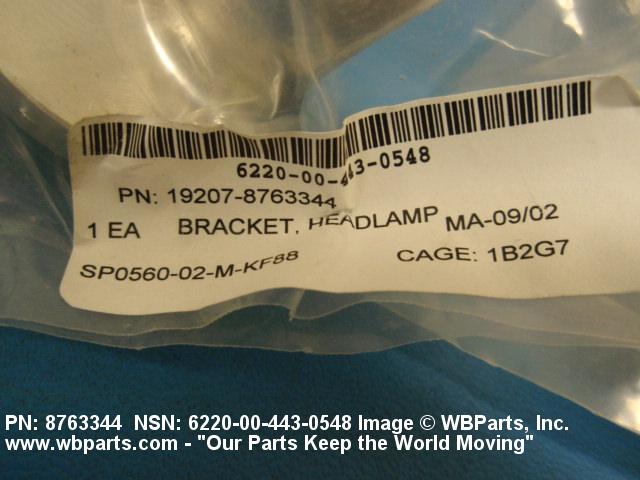 6220-00-443-0548
PN: 19207-8763344
1 EA BRACKET, HEADLAMP MA-09/02
SP0560-02-M-KF88 CAGE: 1B2G7
PN: 8763344 NSN: 6220-00-443-0548 Image © WBParts, Inc.
www.wbparts.com - "Our Parts Keep the World Moving"